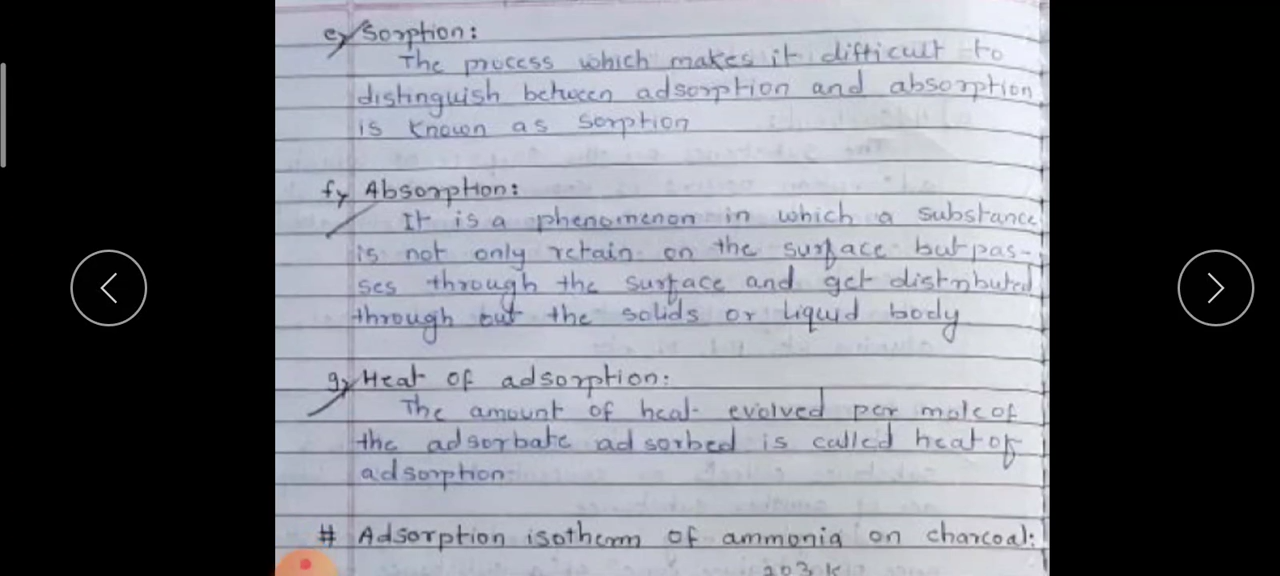 e) Sorption:
The process which makes it difficult to
distinguish between adsorption and absorption
is known as sorption
f) Absorption:
It is a phenomenon in which a substance
is not only retain on the surface but pas-
ses through the surface and get distributed
through out the solids or liquid body
g) Heat of adsorption:
The amount of heat evolved per mole of
the adsorbate adsorbed is called heat of
adsorption
# Adsorption isotherm of ammonia on charcoal:
203 K